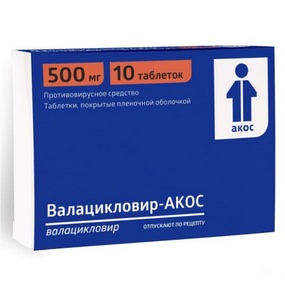 500 мг 10 таблеток
Противовирусное средство
Таблетки, покрытые пленочной оболочкой
акос
Валацикловир-АКОС
валацикловир
ОТПУСКАЮТ ПО РЕЦЕПТУ